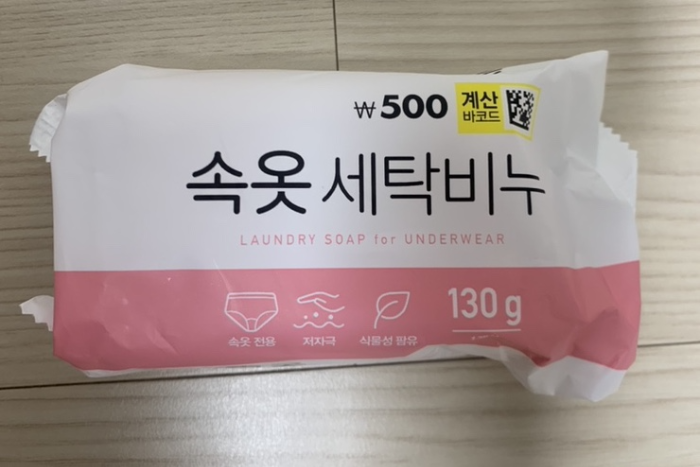 ₩500
계산
바코드
속옷 세탁비누
LAUNDRY SOAP for UNDERWEAR
130 g
속옷 전용
저자극
식물성 팜유